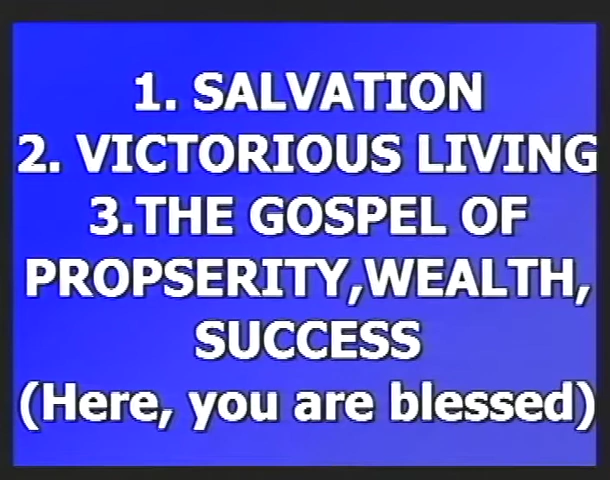 1. SALVATION
2. VICTORIOUS LIVING
3.THE GOSPEL OF
PROPSERITY,WEALTH,
SUCCESS
(Here, you are blessed)